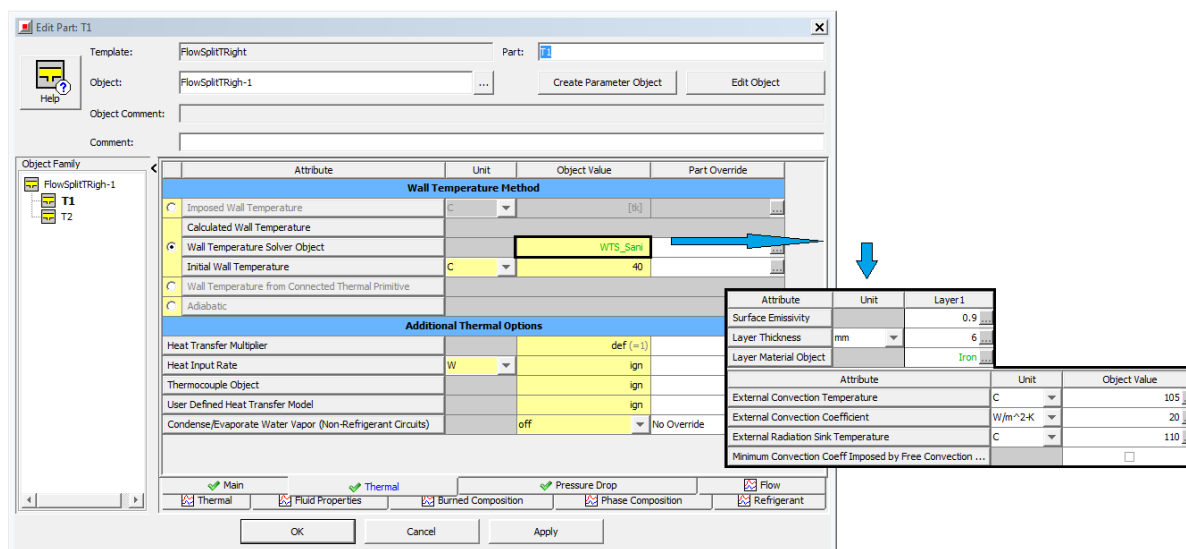 Edit Part: T1
Template: FlowSplitTRight Part: T1
Help
Object: FlowSplitTRigh-1 ... Create Parameter Object Edit Object
Object Comment:
Comment:
Object Family
FlowSplitTRigh-1
T1
T2
Attribute Unit Object Value Part Override
Wall Temperature Method
Imposed Wall Temperature C [tk] ...
Calculated Wall Temperature
Wall Temperature Solver Object WTS_Sani ...
Initial Wall Temperature C 40 ...
Wall Temperature from Connected Thermal Primitive
Adiabatic
Additional Thermal Options
Heat Transfer Multiplier def (=1)
Heat Input Rate W ign
Thermocouple Object ign
User Defined Heat Transfer Model ign
Condense/Evaporate Water Vapor (Non-Refrigerant Circuits) off No Override
Main Thermal Pressure Drop Flow
Thermal Fluid Properties Burned Composition Phase Composition Refrigerant
OK Cancel Apply
Attribute Unit Layer1
Surface Emissivity 0.9 ...
Layer Thickness mm 6 ...
Layer Material Object Iron ...
Attribute Unit Object Value
External Convection Temperature C 105
External Convection Coefficient W/m^2-K 20
External Radiation Sink Temperature C 110
Minimum Convection Coeff Imposed by Free Convection ...